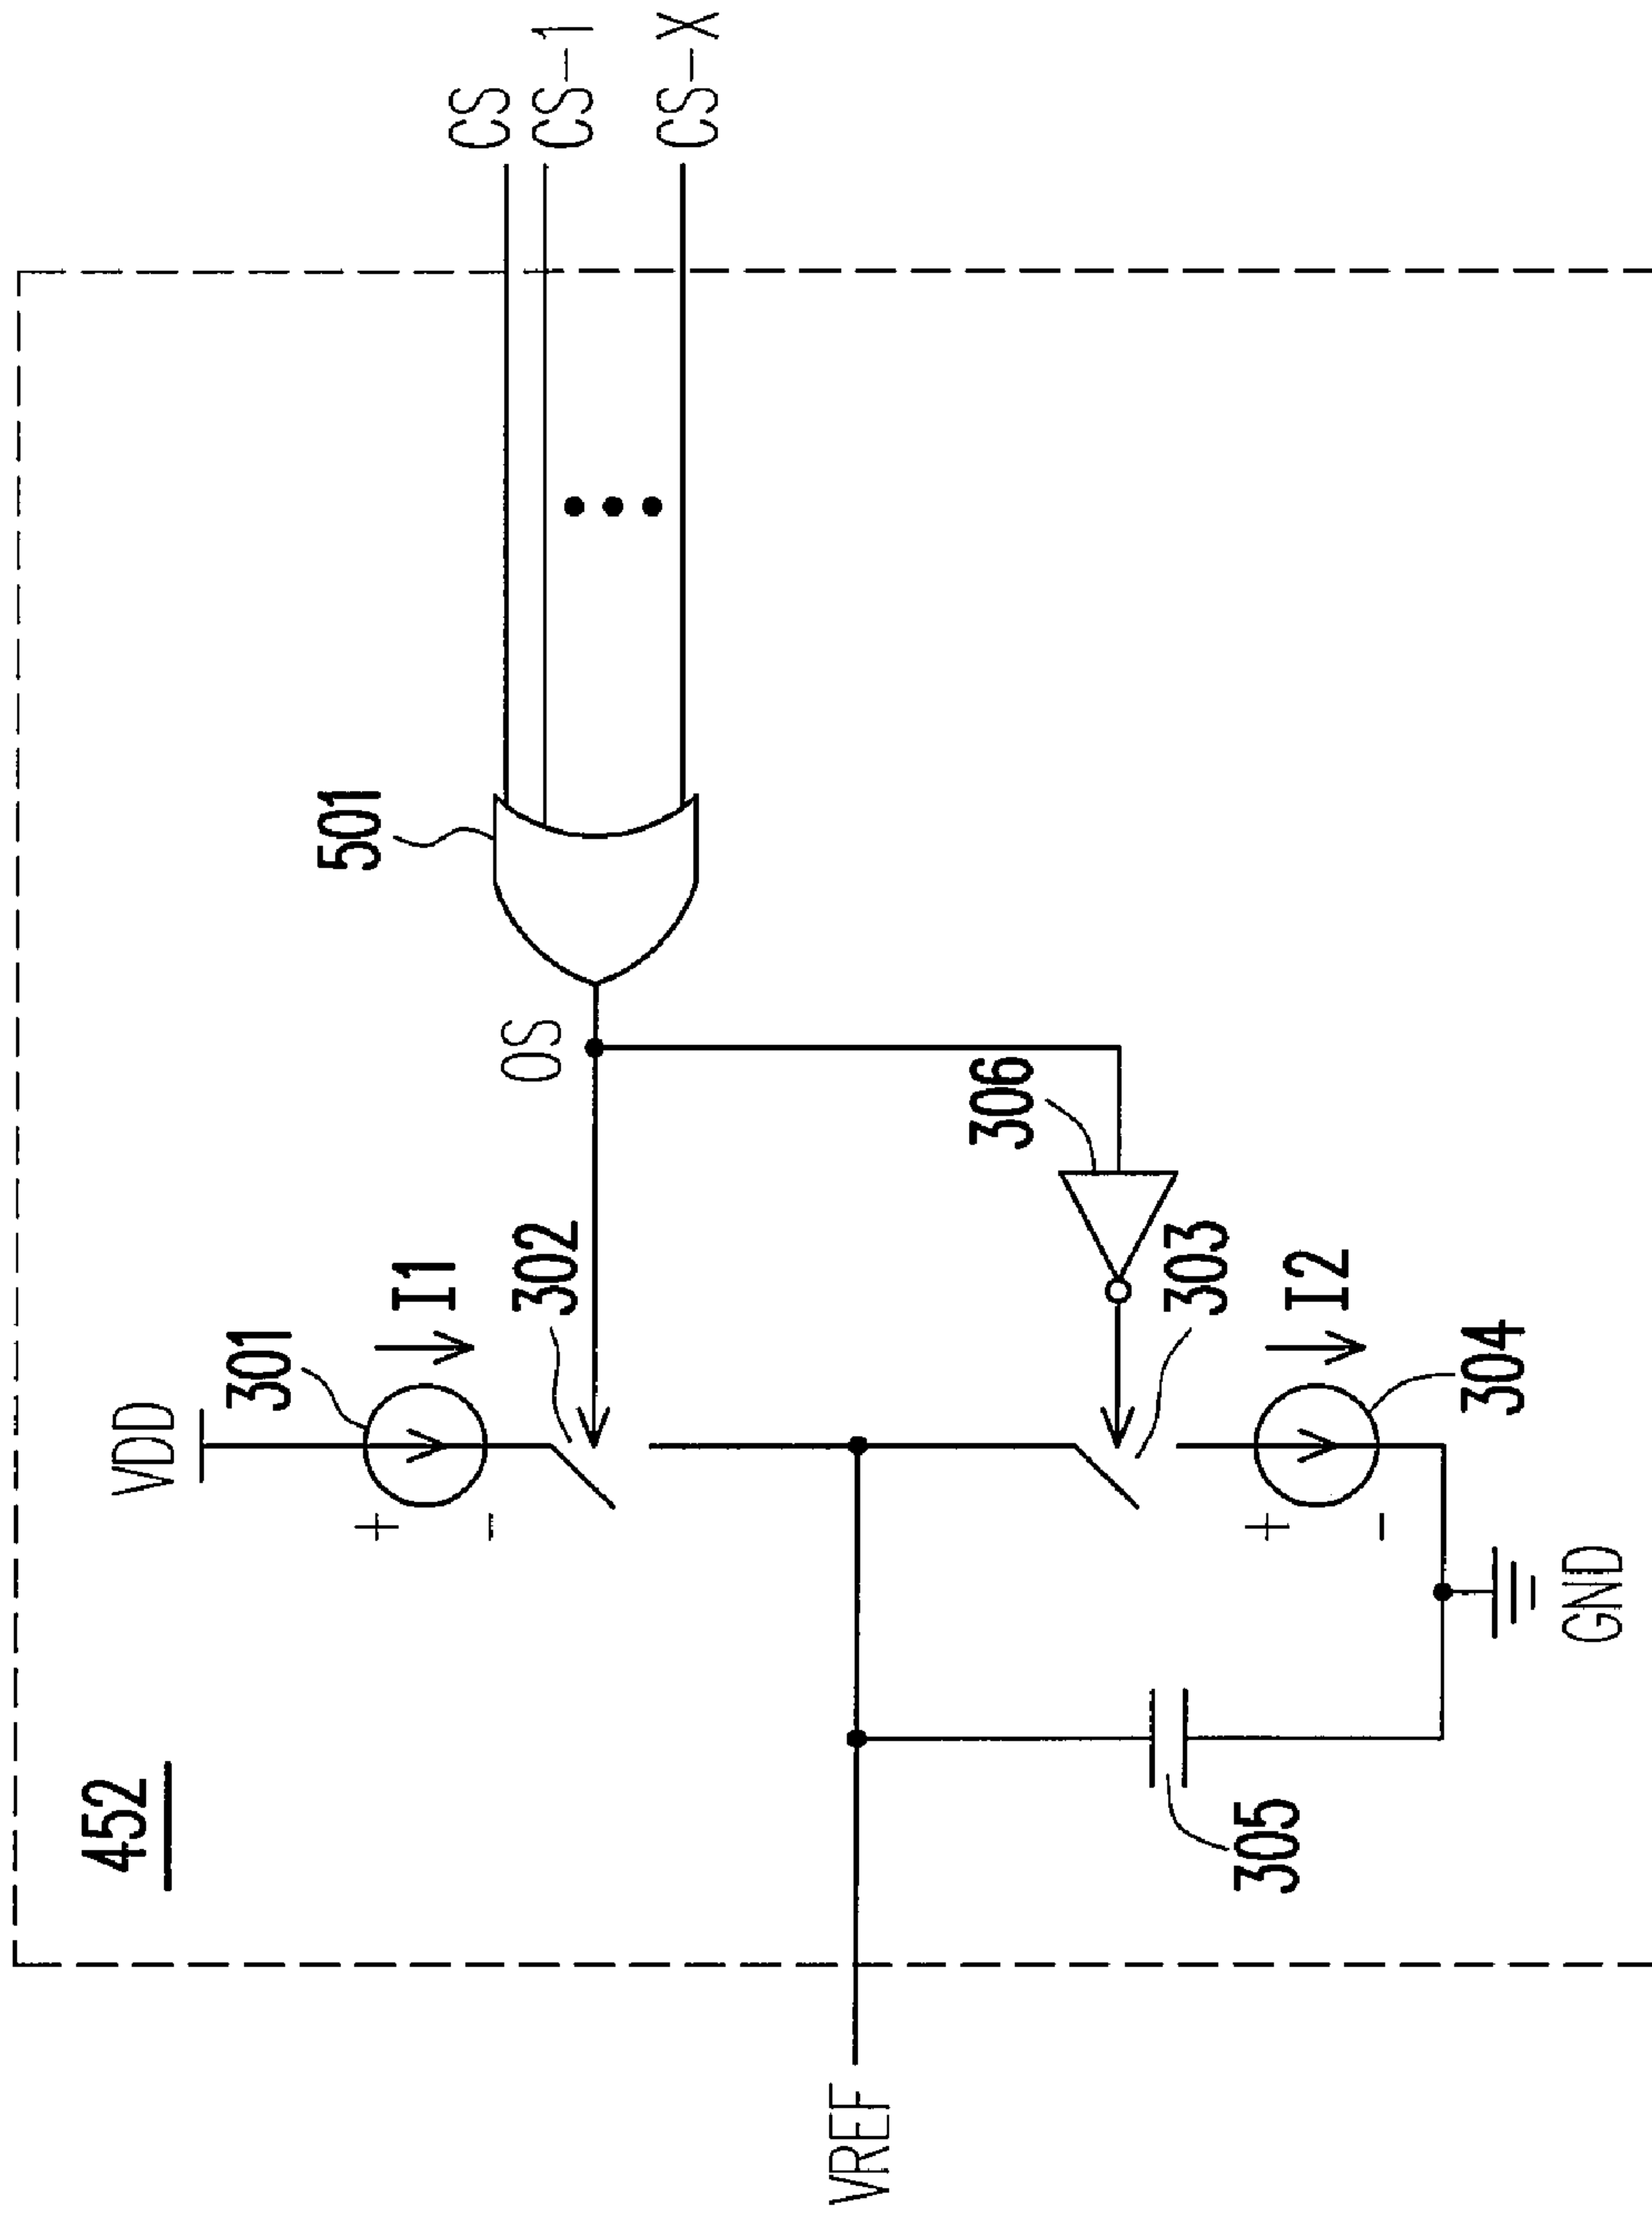 452
VDD
301
I1
+
-
302
OS
501
CS
CS-1
CS-X
VREF
306
303
I2
+
-
304
305
GND